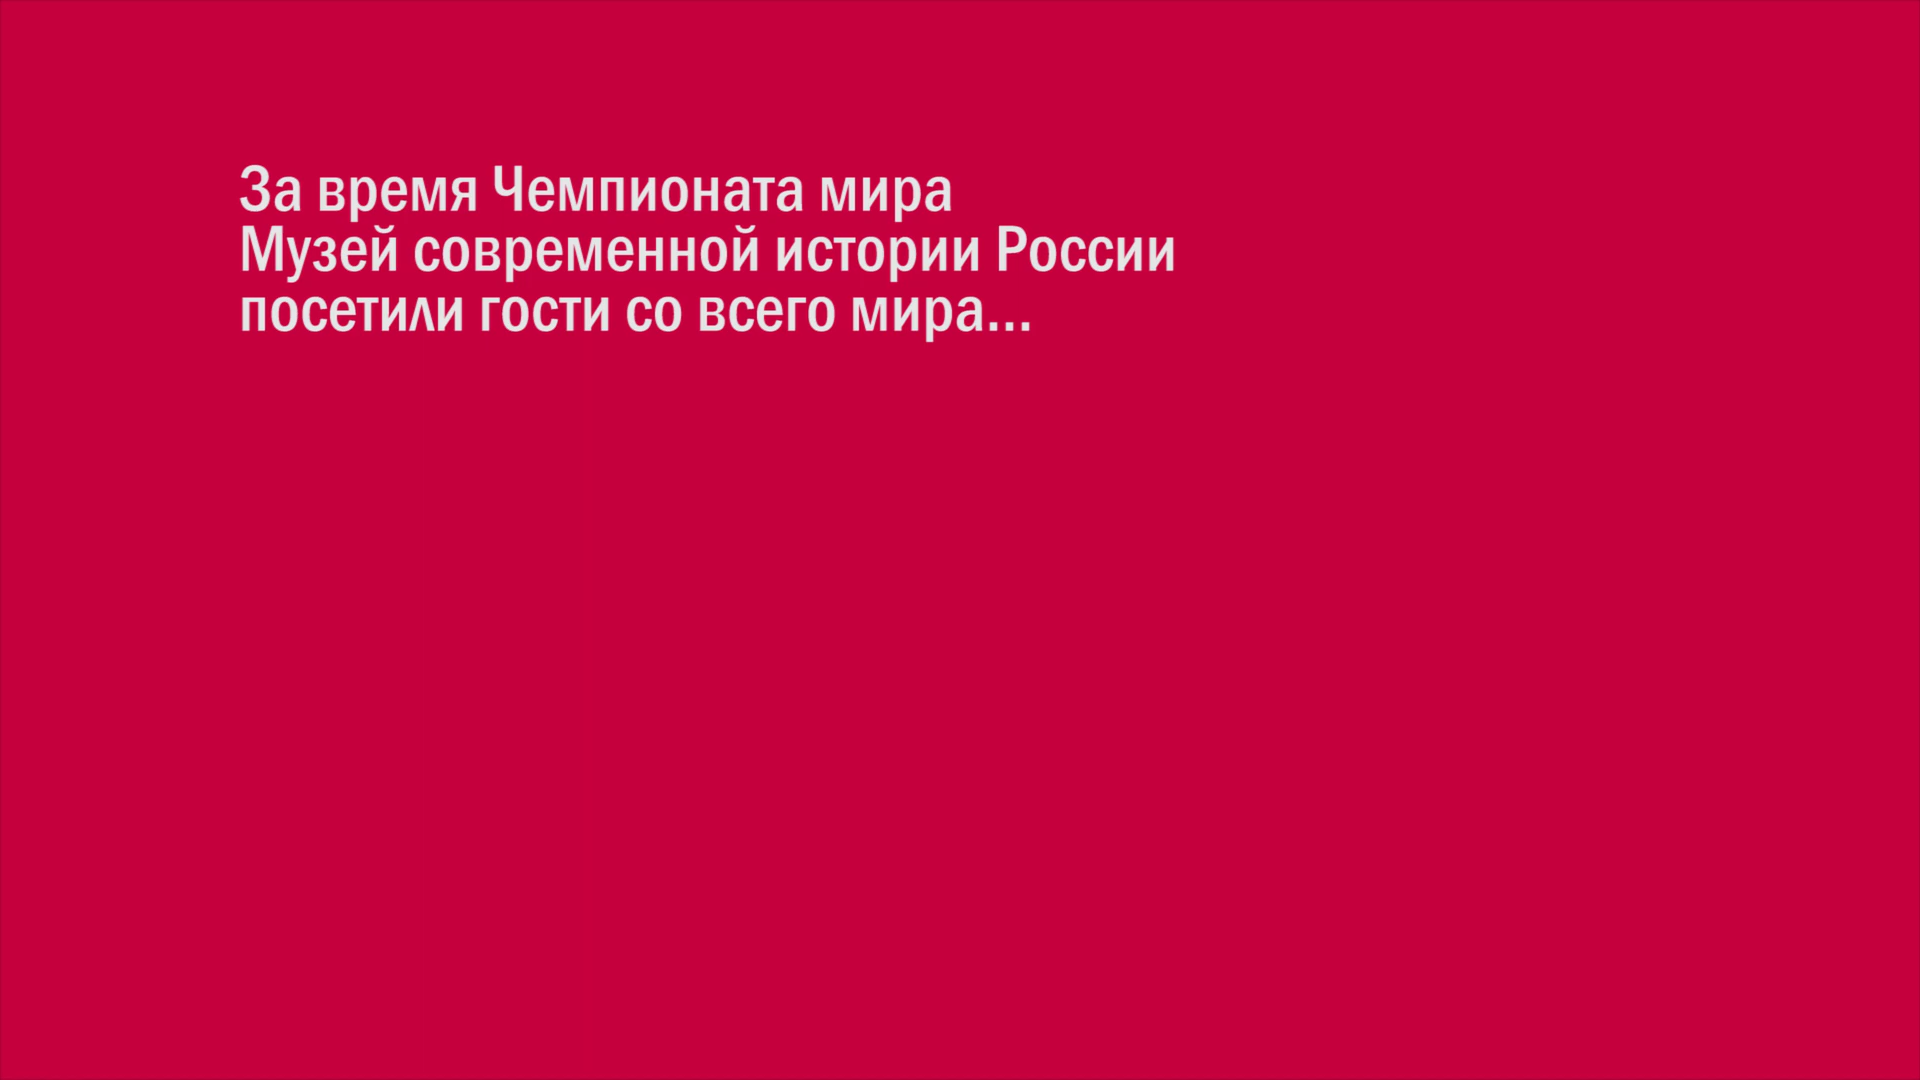 За время Чемпионата мира
Музей современной истории России
посетили гости со всего мира...